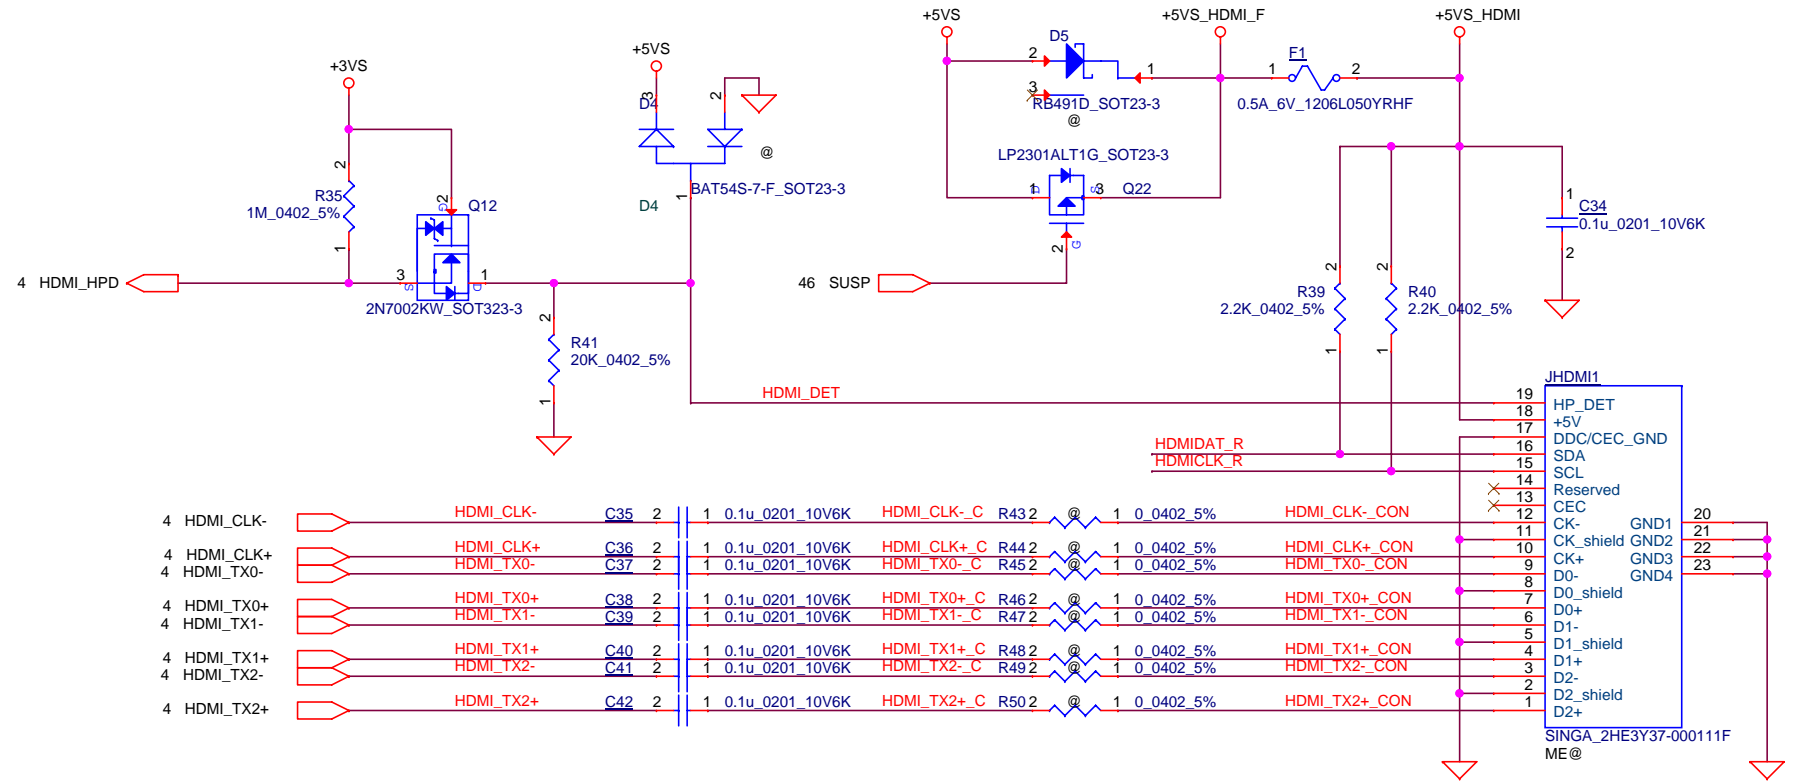 +5VS
+5VS_HDMI_F
+5VS_HDMI
D5
2
1
3
RB491D_SOT23-3
@
F1
1
2
0.5A_6V_1206L050YRHF
+3VS
+5VS
D4
3
2
@
BAT54S-7-F_SOT23-3
1
D4
LP2301ALT1G_SOT23-3
1
D
S
3
Q22
2
G
2
R35
1M_0402_5%
1
2
G
Q12
3
S
1
D
2N7002KW_SOT323-3
4 HDMI_HPD
46 SUSP
1
C34
0.1u_0201_10V6K
2
2
R39
2.2K_0402_5%
1
2
R40
2.2K_0402_5%
1
2
R41
20K_0402_5%
1
HDMI_DET
HDMIDAT_R
HDMICLK_R
JHDMI1
19 HP_DET
18 +5V
17 DDC/CEC_GND
16 SDA
15 SCL
14 Reserved
13 CEC
12 CK-
11 CK_shield
10 CK+
9 D0-
8 D0_shield
7 D0+
6 D1-
5 D1_shield
4 D1+
3 D2-
2 D2_shield
1 D2+
GND1 20
GND2 21
GND3 22
GND4 23
SINGA_2HE3Y37-000111F
ME@
4 HDMI_CLK- HDMI_CLK- C35 2 1 0.1u_0201_10V6K HDMI_CLK-_C R43 2 @ 1 0_0402_5% HDMI_CLK-_CON
4 HDMI_CLK+ HDMI_CLK+ C36 2 1 0.1u_0201_10V6K HDMI_CLK+_C R44 2 @ 1 0_0402_5% HDMI_CLK+_CON
4 HDMI_TX0- HDMI_TX0- C37 2 1 0.1u_0201_10V6K HDMI_TX0-_C R45 2 @ 1 0_0402_5% HDMI_TX0-_CON
4 HDMI_TX0+ HDMI_TX0+ C38 2 1 0.1u_0201_10V6K HDMI_TX0+_C R46 2 @ 1 0_0402_5% HDMI_TX0+_CON
4 HDMI_TX1- HDMI_TX1- C39 2 1 0.1u_0201_10V6K HDMI_TX1-_C R47 2 @ 1 0_0402_5% HDMI_TX1-_CON
4 HDMI_TX1+ HDMI_TX1+ C40 2 1 0.1u_0201_10V6K HDMI_TX1+_C R48 2 @ 1 0_0402_5% HDMI_TX1+_CON
4 HDMI_TX2- HDMI_TX2- C41 2 1 0.1u_0201_10V6K HDMI_TX2-_C R49 2 @ 1 0_0402_5% HDMI_TX2-_CON
4 HDMI_TX2+ HDMI_TX2+ C42 2 1 0.1u_0201_10V6K HDMI_TX2+_C R50 2 @ 1 0_0402_5% HDMI_TX2+_CON